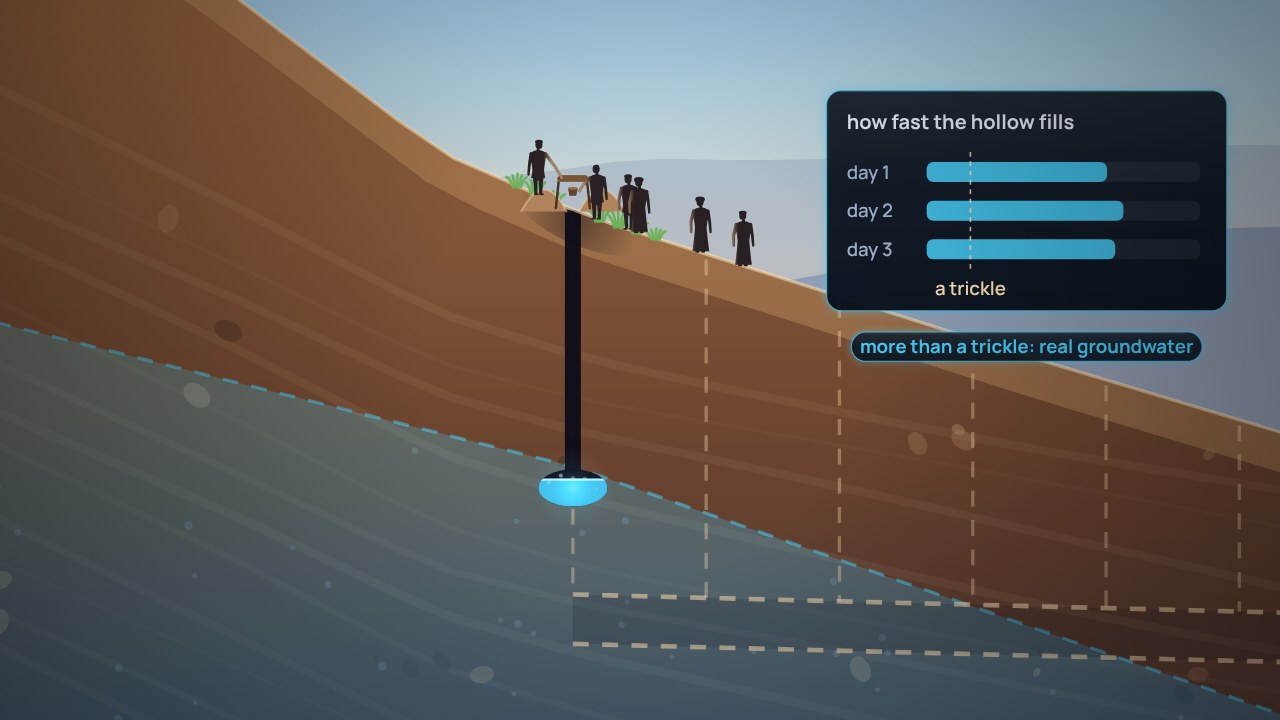 how fast the hollow fills
day 1
day 2
day 3
a trickle
more than a trickle: real groundwater